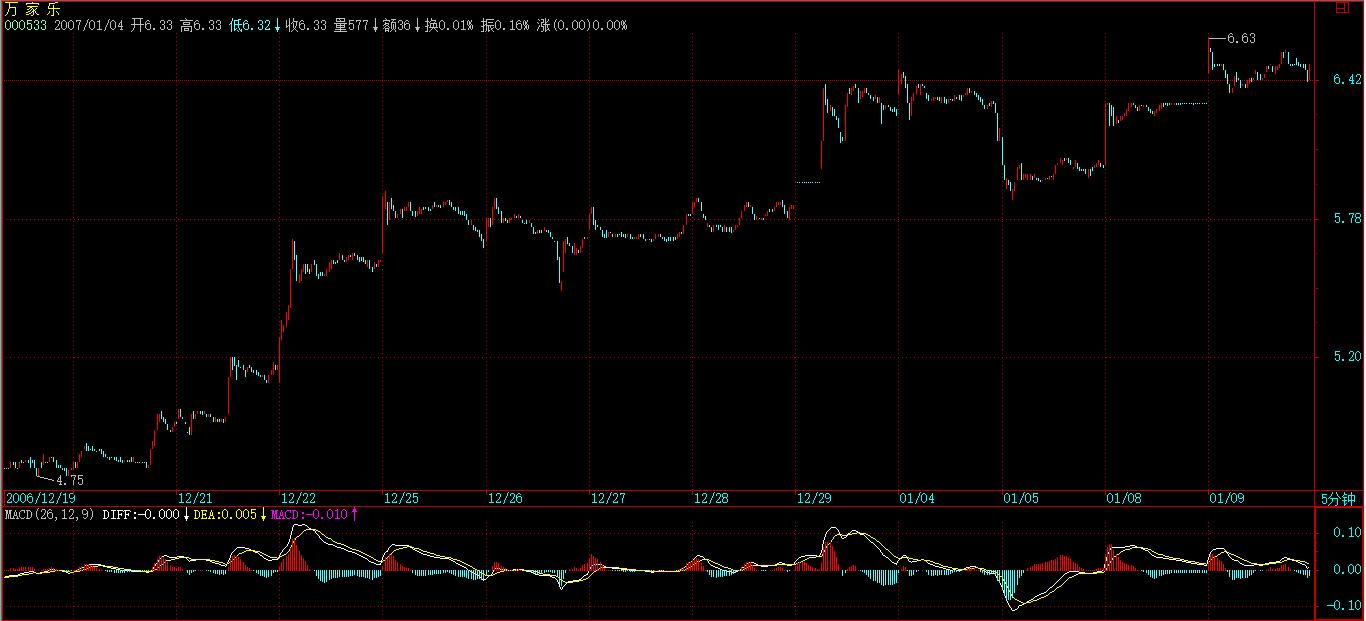 万家乐
000533 2007/01/04 开6.33 高6.33 低6.32↓收6.33 量577↓额36↓换0.01% 振0.16% 涨(0.00)0.00%
6.63
6.42
5.78
5.20
4.75
2006/12/19 12/21 12/22 12/25 12/26 12/27 12/28 12/29 01/04 01/05 01/08 01/09 5分钟
MACD(26,12,9) DIFF:-0.000↓DEA:0.005↓MACD:-0.010↑
0.10
0.00
-0.10